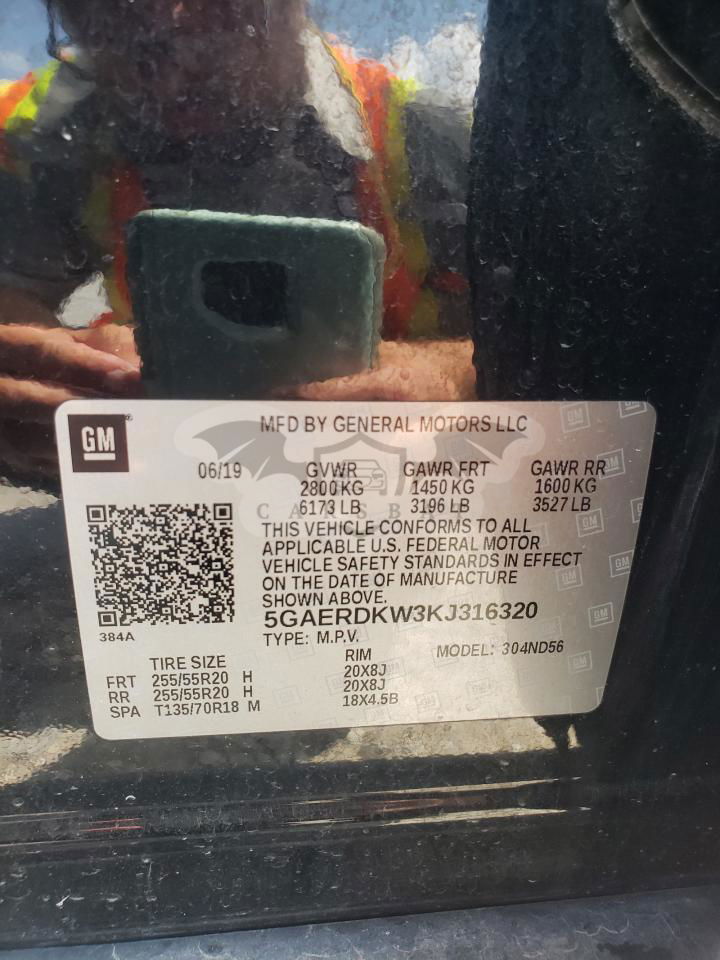 GM
MFD BY GENERAL MOTORS LLC
06/19 GVWR GAWR FRT GAWR RR
2800 KG 1450 KG 1600 KG
6173 LB 3196 LB 3527 LB
THIS VEHICLE CONFORMS TO ALL
APPLICABLE U.S. FEDERAL MOTOR
VEHICLE SAFETY STANDARDS IN EFFECT
ON THE DATE OF MANUFACTURE
SHOWN ABOVE.
5GAERDKW3KJ316320
384A
TYPE: M.P.V. MODEL: 304ND56
TIRE SIZE RIM
FRT 255/55R20 H 20X8J
RR 255/55R20 H 20X8J
SPA T135/70R18 M 18X4.5B